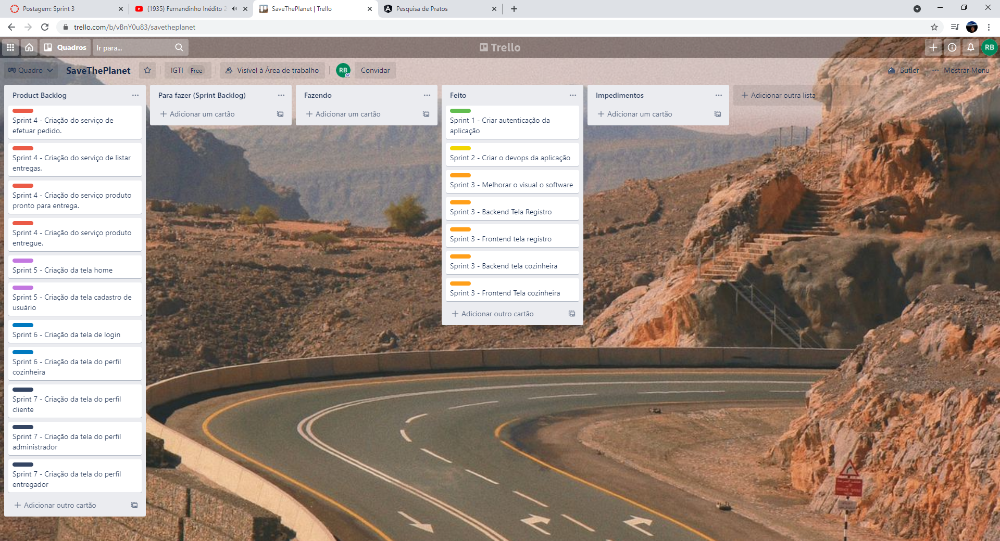 Postagem: Sprint 3
(1935) Fernandinho Inédito 2
SaveThePlanet | Trello
Pesquisa de Pratos
trello.com/b/vBnY0u83/savetheplanet
Quadros
Ir para...
Trello
RB
Quadro
SaveThePlanet
IGTI Free
Visível à Área de trabalho
RB
Convidar
Butler
Mostrar Menu
Product Backlog
Sprint 4 - Criação do serviço de
efetuar pedido.
Sprint 4 - Criação do serviço de listar
entregas.
Sprint 4 - Criação do serviço produto
pronto para entrega.
Sprint 4 - Criação do serviço produto
entregue.
Sprint 5 - Criação da tela home
Sprint 5 - Criação da tela cadastro de
usuário
Sprint 6 - Criação da tela de login
Sprint 6 - Criação da tela do perfil
cozinheira
Sprint 7 - Criação da tela do perfil
cliente
Sprint 7 - Criação da tela do perfil
administrador
Sprint 7 - Criação da tela do perfil
entregador
Adicionar outro cartão
Para fazer (Sprint Backlog)
Adicionar um cartão
Fazendo
Adicionar um cartão
Feito
Sprint 1 - Criar autenticação da
aplicação
Sprint 2 - Criar o devops da aplicação
Sprint 3 - Melhorar o visual o software
Sprint 3 - Backend Tela Registro
Sprint 3 - Frontend tela registro
Sprint 3 - Backend tela cozinheira
Sprint 3 - Frontend Tela cozinheira
Adicionar outro cartão
Impedimentos
Adicionar um cartão
Adicionar outra lista